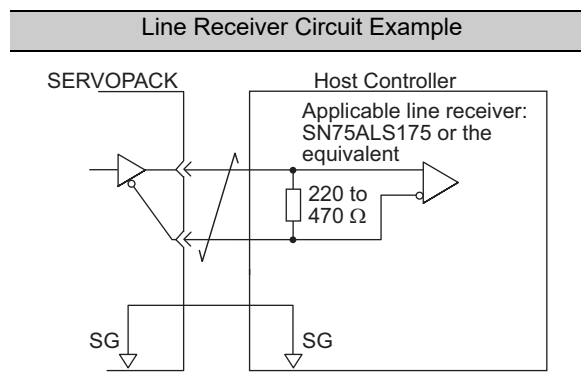 Line Receiver Circuit Example
SERVOPACK
Host Controller
Applicable line receiver:
SN75ALS175 or the
equivalent
220 to
470 Ω
SG
SG